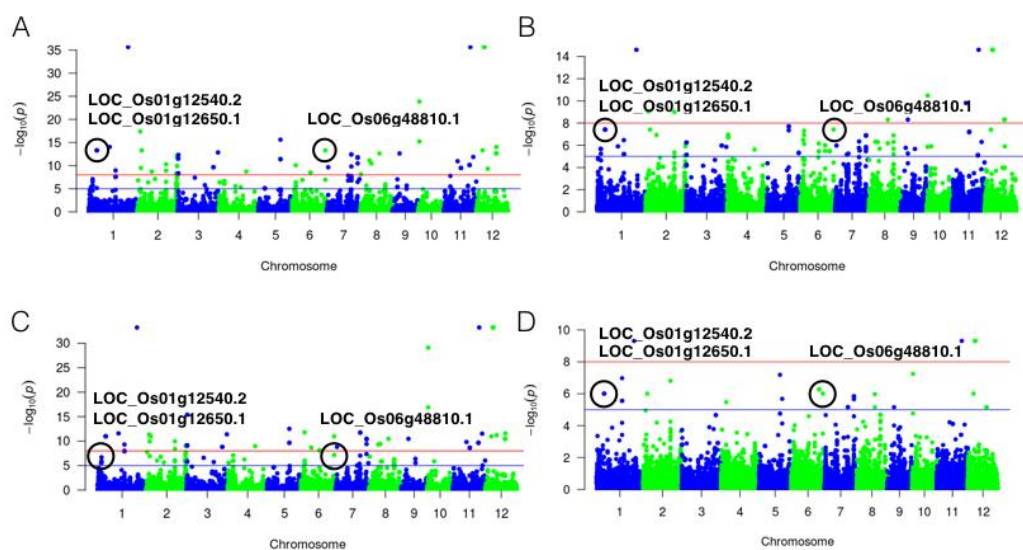 A
−log10(p)
35
30
25
20
15
10
5
0
LOC_Os01g12540.2
LOC_Os01g12650.1
LOC_Os06g48810.1
1 2 3 4 5 6 7 8 9 10 11 12
Chromosome
B
−log10(p)
14
12
10
8
6
4
2
0
LOC_Os01g12540.2
LOC_Os01g12650.1
LOC_Os06g48810.1
1 2 3 4 5 6 7 8 9 10 11 12
Chromosome
C
−log10(p)
30
25
20
15
10
5
0
LOC_Os01g12540.2
LOC_Os01g12650.1
LOC_Os06g48810.1
1 2 3 4 5 6 7 8 9 10 11 12
Chromosome
D
−log10(p)
10
8
6
4
2
0
LOC_Os01g12540.2
LOC_Os01g12650.1
LOC_Os06g48810.1
1 2 3 4 5 6 7 8 9 10 11 12
Chromosome